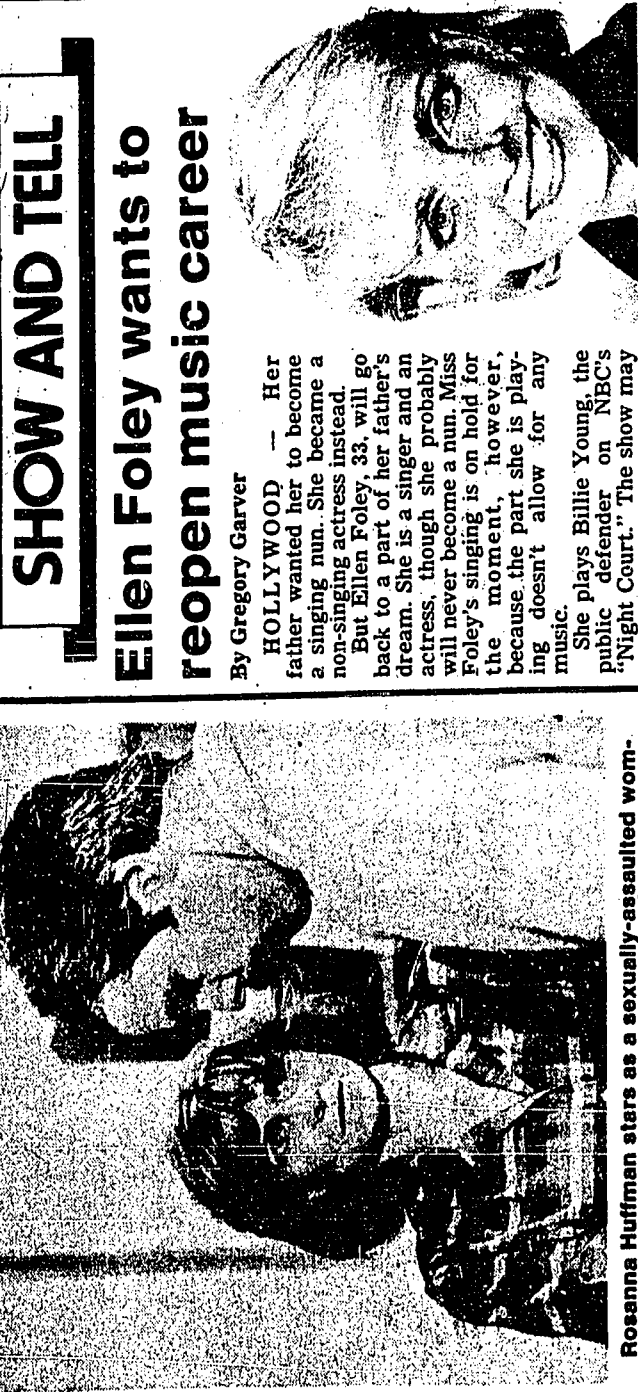 SHOW AND TELL
Ellen Foley wants to
reopen music career
By Gregory Garver
HOLLYWOOD — Her
father wanted her to become
a singing nun. She became a
non-singing actress instead.
But Ellen Foley, 33, will go
back to a part of her father's
dream. She is a singer and an
actress, though she probably
will never become a nun. Miss
Foley's singing is on hold for
the moment, however,
because the part she is play-
ing doesn't allow for any
music.
She plays Billie Young, the
public defender on NBC's
"Night Court." The show may
Rosanna Huffman stars as a sexually-assaulted wom-